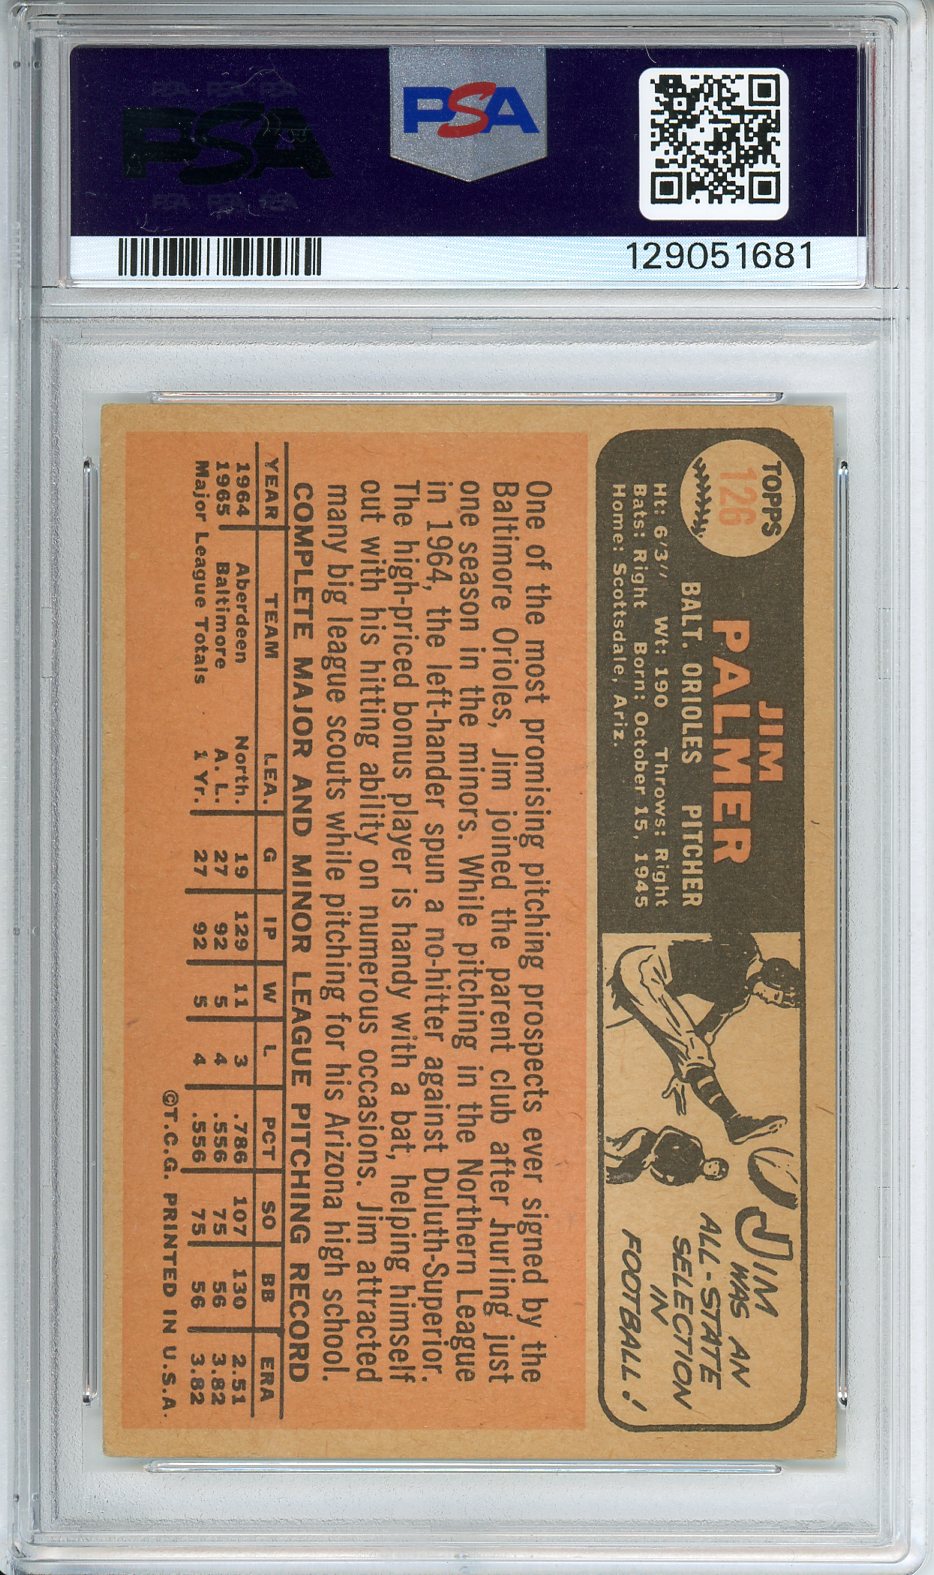 PSA PSA PSA
PSA
PSA PSA PSA
PSA
129051681
TOPPS
126
JIM
PALMER
BALT. ORIOLES PITCHER
Ht: 6'3'' Wt: 190 Throws: Right
Bats: Right Born: October 15, 1945
Home: Scottsdale, Ariz.
JIM
WAS AN
ALL-STATE
SELECTION
IN
FOOTBALL!
One of the most promising pitching prospects ever signed by the
Baltimore Orioles, Jim joined the parent club after hurling just
one season in the minors. While pitching in the Northern League
in 1964, the left-hander spun a no-hitter against Duluth-Superior.
The high-priced bonus player is handy with a bat, helping himself
out with his hitting ability on numerous occasions. Jim attracted
many big league scouts while pitching for his Arizona high school.
COMPLETE MAJOR AND MINOR LEAGUE PITCHING RECORD
YEAR TEAM LEA. G IP W L PCT SO BB ERA
1964 Aberdeen North. 19 129 11 3 .786 107 130 2.51
1965 Baltimore A. L. 27 92 5 4 .556 75 56 3.82
Major League Totals 1 Yr. 27 92 5 4 .556 75 56 3.82
©T.C.G. PRINTED IN U.S.A.